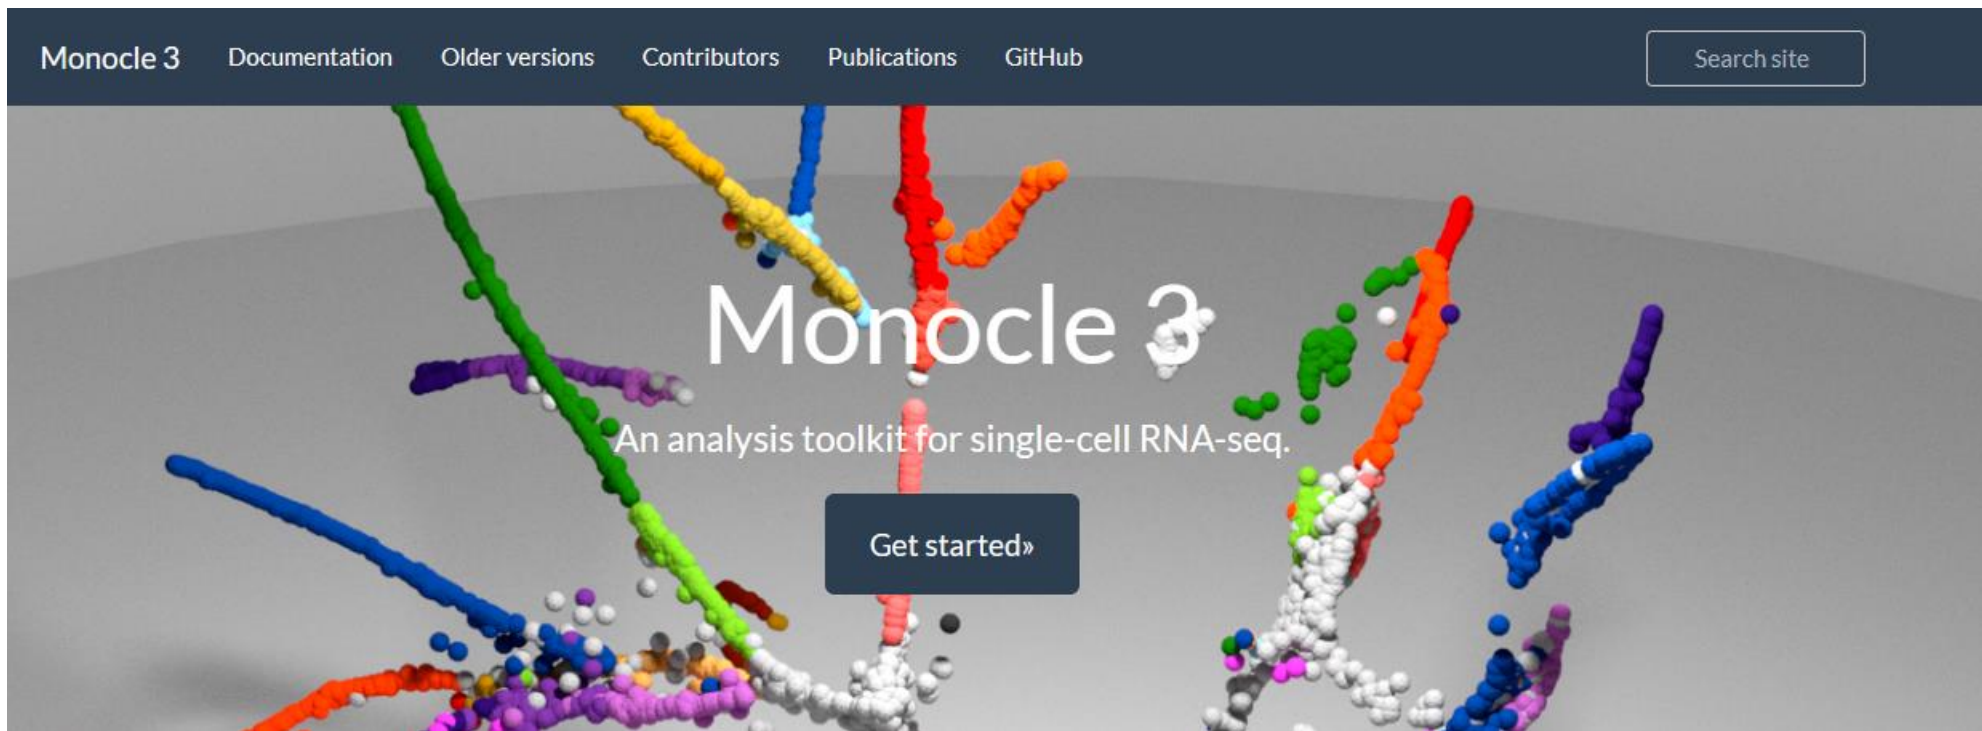 Monocle 3 Documentation Older versions Contributors Publications GitHub Search site
Monocle 3
An analysis toolkit for single-cell RNA-seq.
Get started»